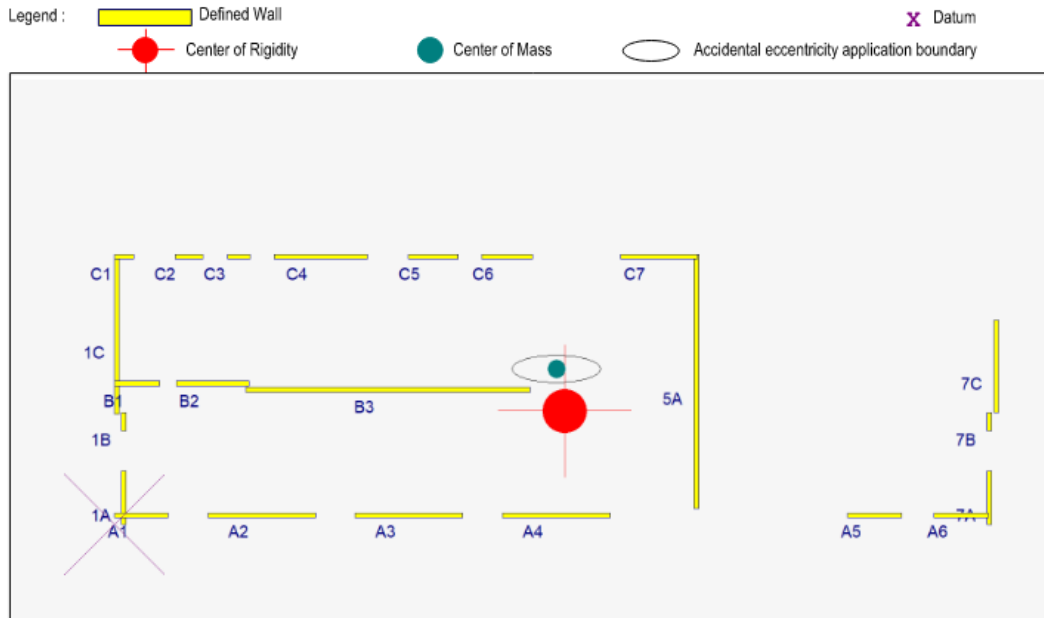 Legend : Defined Wall x Datum
Center of Rigidity Center of Mass Accidental eccentricity application boundary
C1 C2 C3 C4 C5 C6 C7
1C
7C
B1 B2 B3 5A
1B 7B
1A 7A
A1 A2 A3 A4 A5 A6